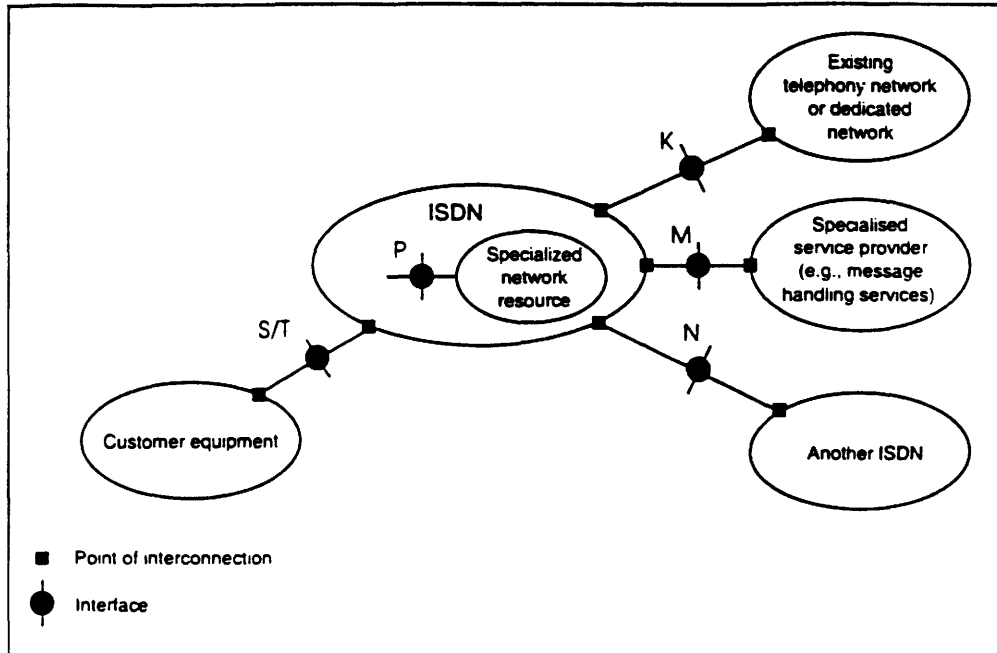 Existing
telephony network
or dedicated
network
K
ISDN
P
Specialized
network
resource
M
Specialised
service provider
(e.g., message
handling services)
S/T
N
Customer equipment
Another ISDN
Point of interconnection
Interface